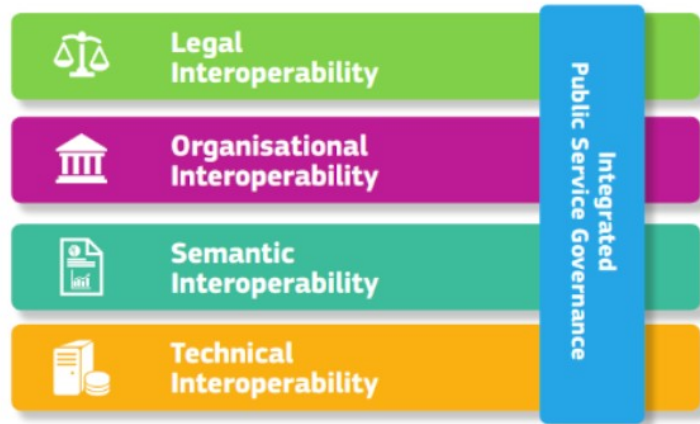 Legal
Interoperability
Organisational
Interoperability
Semantic
Interoperability
Technical
Interoperability
Integrated
Public Service Governance